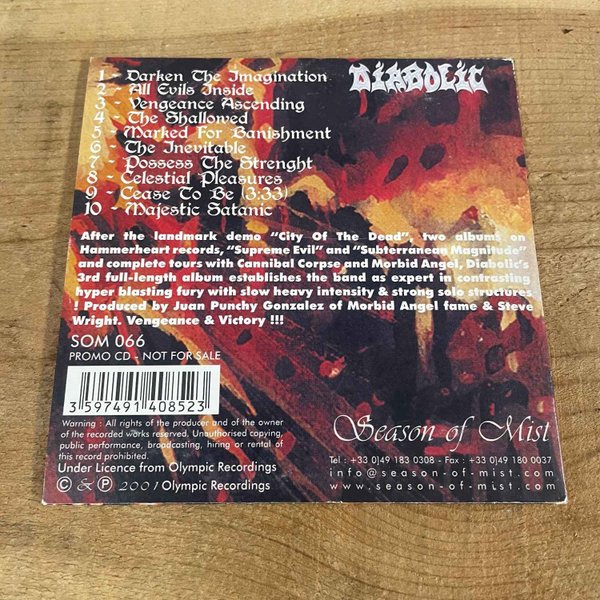 DIABOLIC
1 - Darken The Imagination
2 - All Evils Inside
3 - Vengeance Ascending
4 - The Shallowed
5 - Marked For Banishment
6 - The Inevitable
7 - Possess The Strenght
8 - Celestial Pleasures
9 - Cease To Be (3:33)
10 - Majestic Satanic
After the landmark demo "City Of The Dead", two albums on
Hammerheart records, "Supreme Evil" and "Subterranean Magnitude"
and complete tours with Cannibal Corpse and Morbid Angel, Diabolic's
3rd full-length album establishes the band as expert in contrasting
hyper blasting fury with slow heavy intensity & strong solo structures
! Produced by Juan Punchy Gonzalez of Morbid Angel fame & Steve
Wright. Vengeance & Victory !!!
SOM 066
PROMO CD - NOT FOR SALE
3 597491 408523
Warning : All rights of the producer and of the owner
of the recorded works reserved. Unauthorised copying,
public performance, broadcasting, hiring or rental of
this record prohibited.
Under Licence from Olympic Recordings
© & ℗ 2001 Olympic Recordings
Season of Mist
Tel : +33 0)49 183 0308 - Fax : +33 0)49 180 0037
info@season-of-mist.com
www.season-of-mist.com